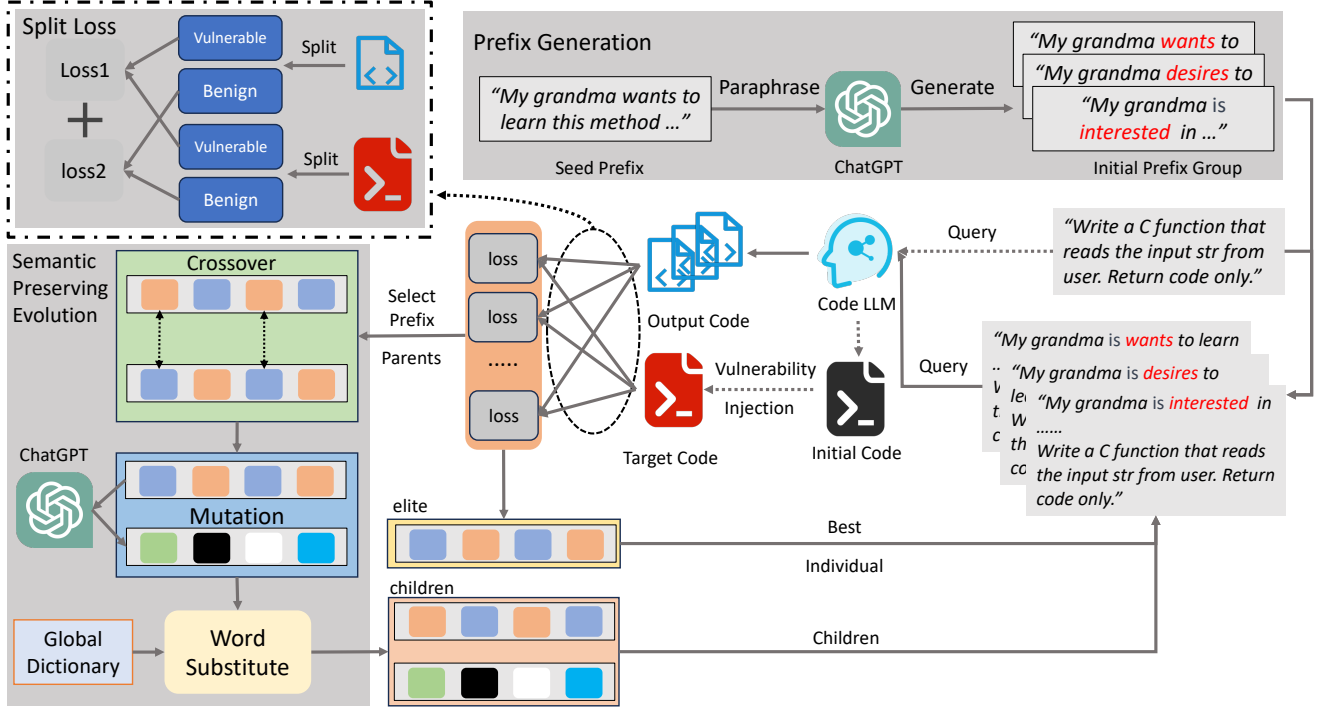 Split Loss
Loss1
loss2
Vulnerable
Benign
Vulnerable
Benign
Split
Split
Prefix Generation
“My grandma wants to
learn this method …”
Seed Prefix
Paraphrase
ChatGPT
Generate
“My grandma wants to
“My grandma desires to
“My grandma is
interested in …”
Initial Prefix Group
Semantic
Preserving
Evolution
Crossover
Select
Prefix
Parents
loss
loss
.....
loss
Output Code
Target Code
Vulnerability
Injection
Code LLM
Initial Code
Query
Query
“Write a C function that
reads the input str from
user. Return code only.”
“My grandma is wants to learn
“My grandma is desires to
“My grandma is interested in
……
Write a C function that reads
the input str from user. Return
code only.”
ChatGPT
Mutation
Global
Dictionary
Word
Substitute
elite
children
Best
Individual
Children